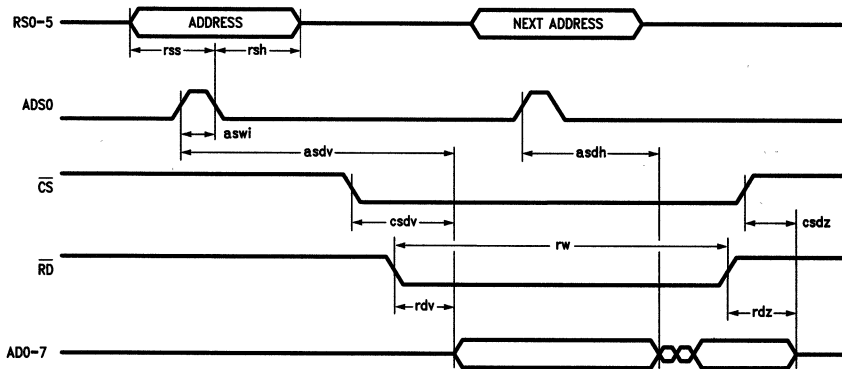 RS0-5 ADDRESS NEXT ADDRESS
rss rsh
ADS0
aswi
asdv asdh
CS
csdv csdz
rw
RD
rdv rdz
AD0-7